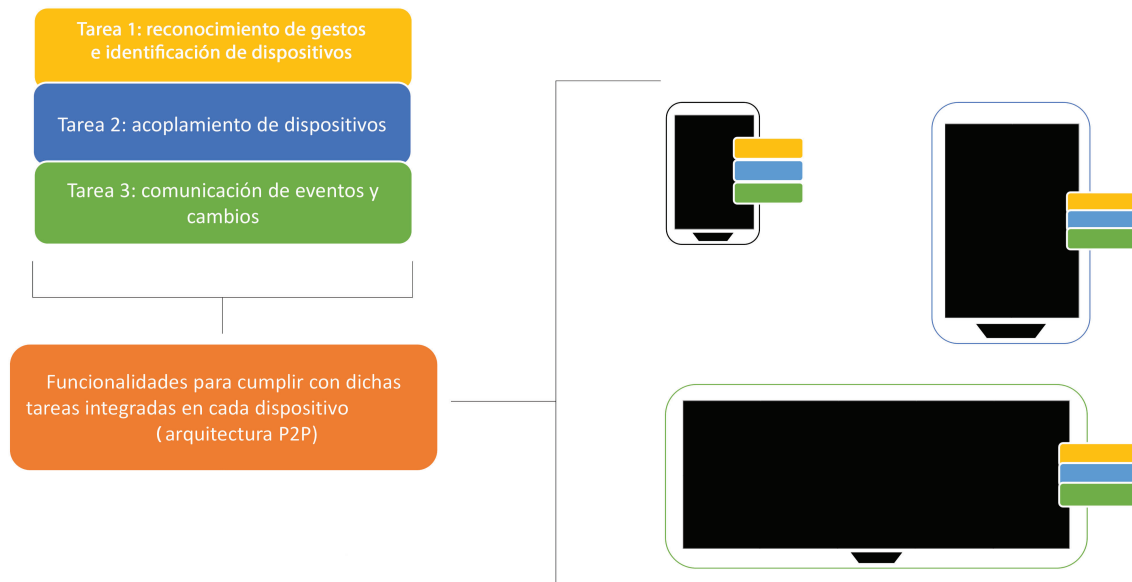 Tarea 1: reconocimiento de gestos
e identificación de dispositivos
Tarea 2: acoplamiento de dispositivos
Tarea 3: comunicación de eventos y
cambios
Funcionalidades para cumplir con dichas
tareas integradas en cada dispositivo
(arquitectura P2P)